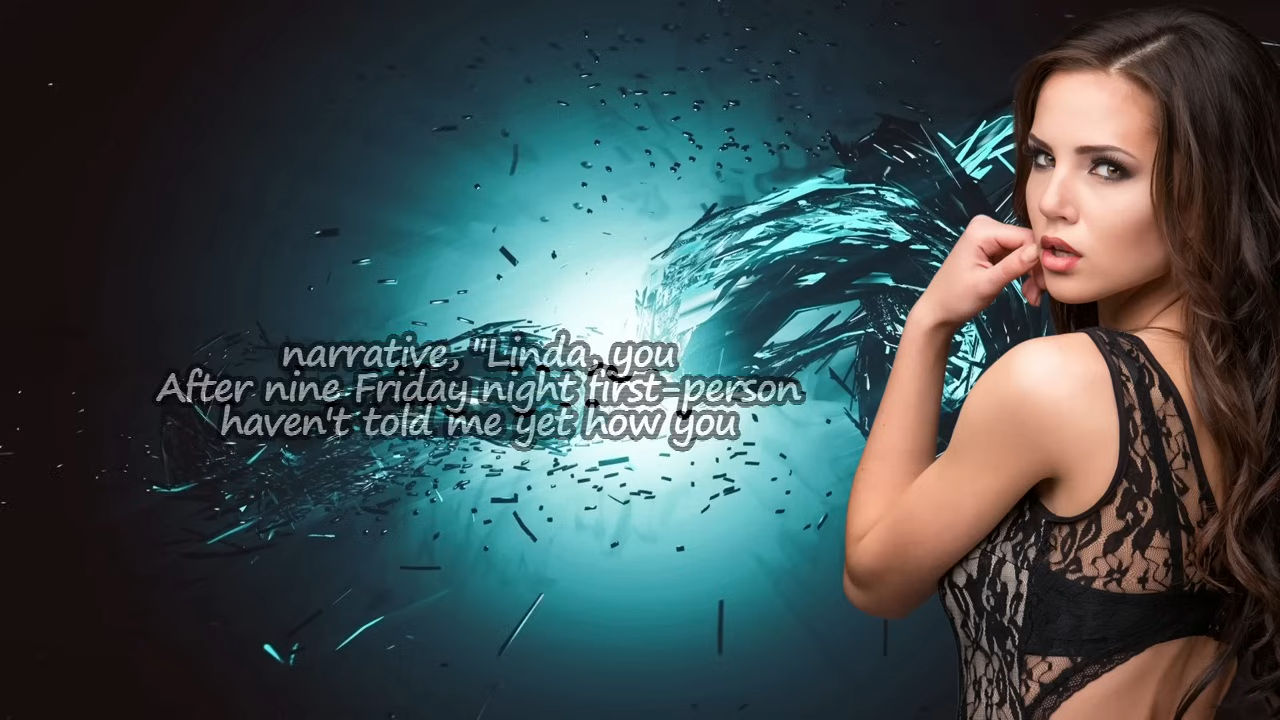 narrative, "Linda, you
After nine Friday night first-person
haven't told me yet how you